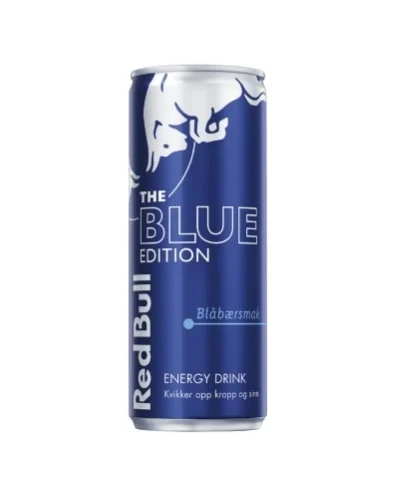 THE
BLUE
EDITION
Red Bull
Blåbærsmak
ENERGY DRINK
Kvikker opp kropp og sinn.